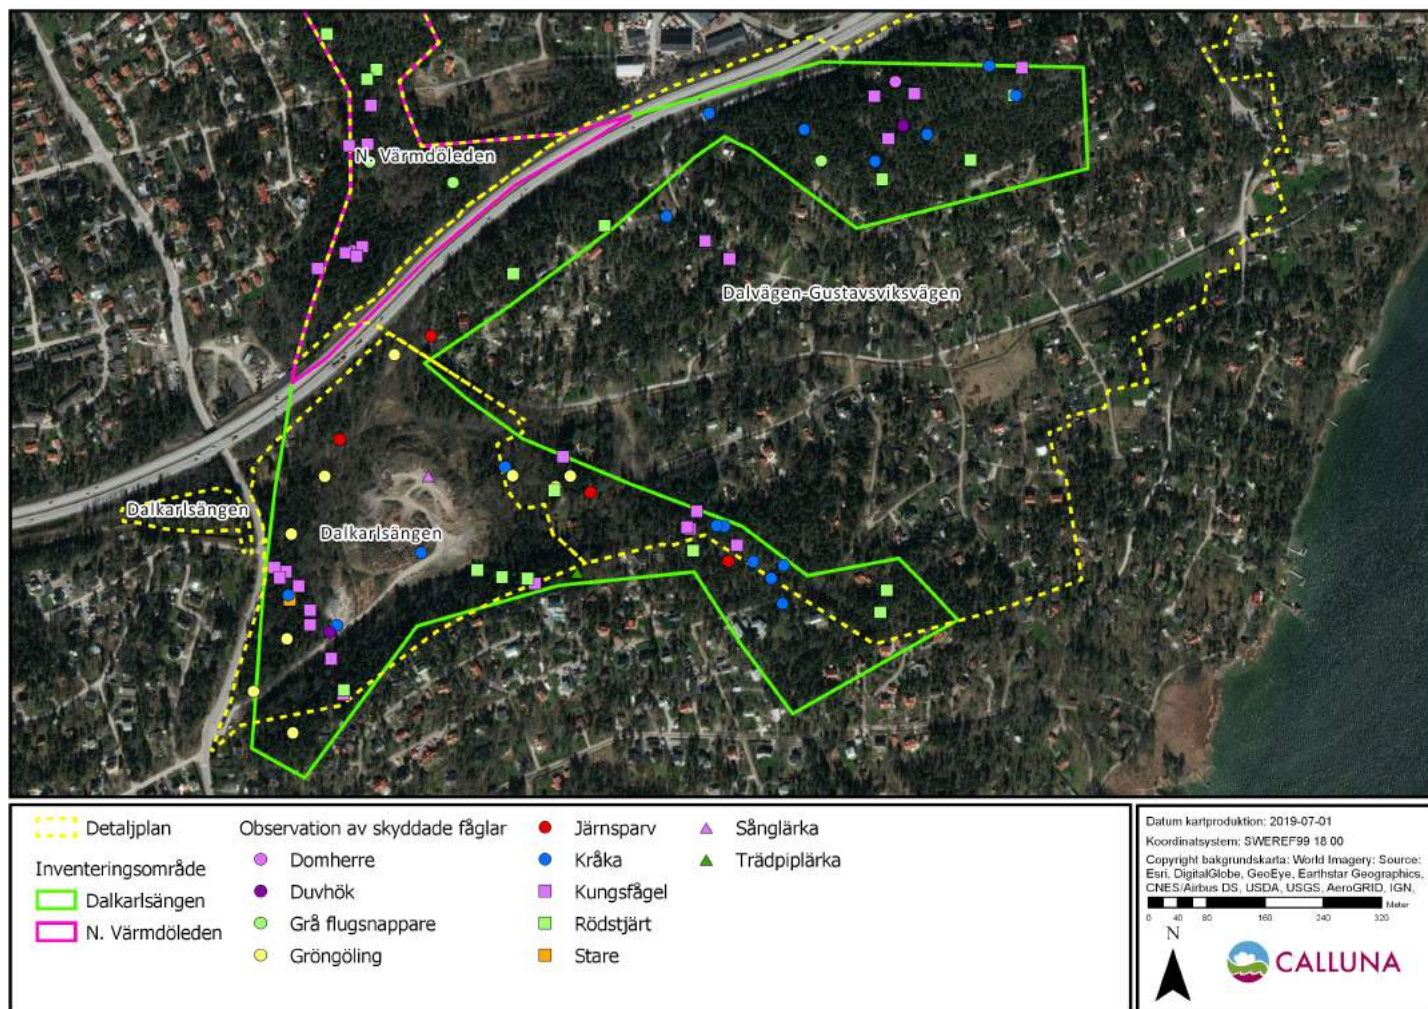 N. Värmdöleden
Dalvägen-Gustavsviksvägen
Dalkarlsängen
Dalkarlsängen
Detaljplan
Inventeringsområde
Dalkarlsängen
N. Värmdöleden
Observation av skyddade fåglar
Domherre
Duvhök
Grå flugsnappare
Gröngöling
Järnsparv
Kråka
Kungsfågel
Rödstjärt
Stare
Sånglärka
Trädpiplärka
Datum kartproduktion: 2019-07-01
Koordinatsystem: SWEREF99 18 00
Copyright bakgrundskarta: World Imagery: Source:
Esri, DigitalGlobe, GeoEye, Earthstar Geographics,
CNES/Airbus DS, USDA, USGS, AeroGRID, IGN,
Meter
0 40 80 160 240 320
N
CALLUNA